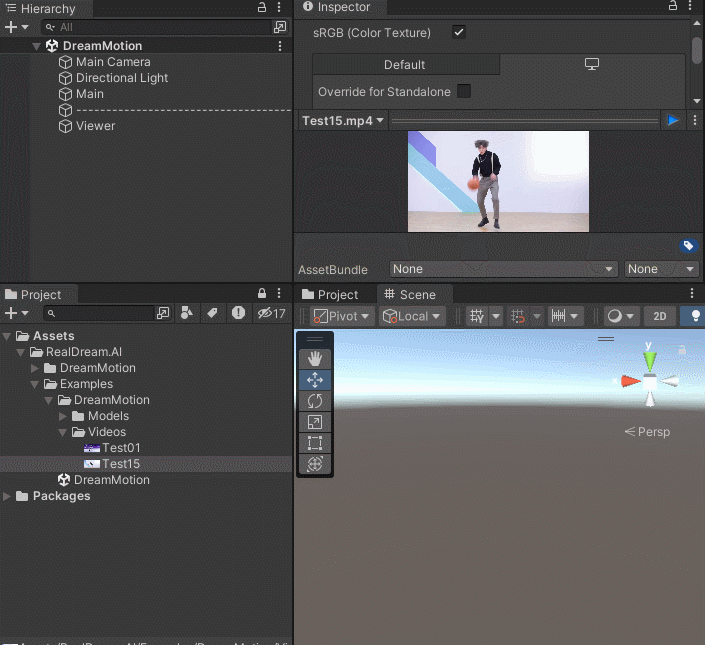 Hierarchy
All
DreamMotion
Main Camera
Directional Light
Main
----------------------------------------
Viewer
Inspector
sRGB (Color Texture)
Default
Override for Standalone
Test15.mp4
AssetBundle None None
Project
17
Assets
RealDream.AI
DreamMotion
Examples
DreamMotion
Models
Videos
Test01
Test15
DreamMotion
Packages
Project Scene
Pivot Local 2D
y
Persp